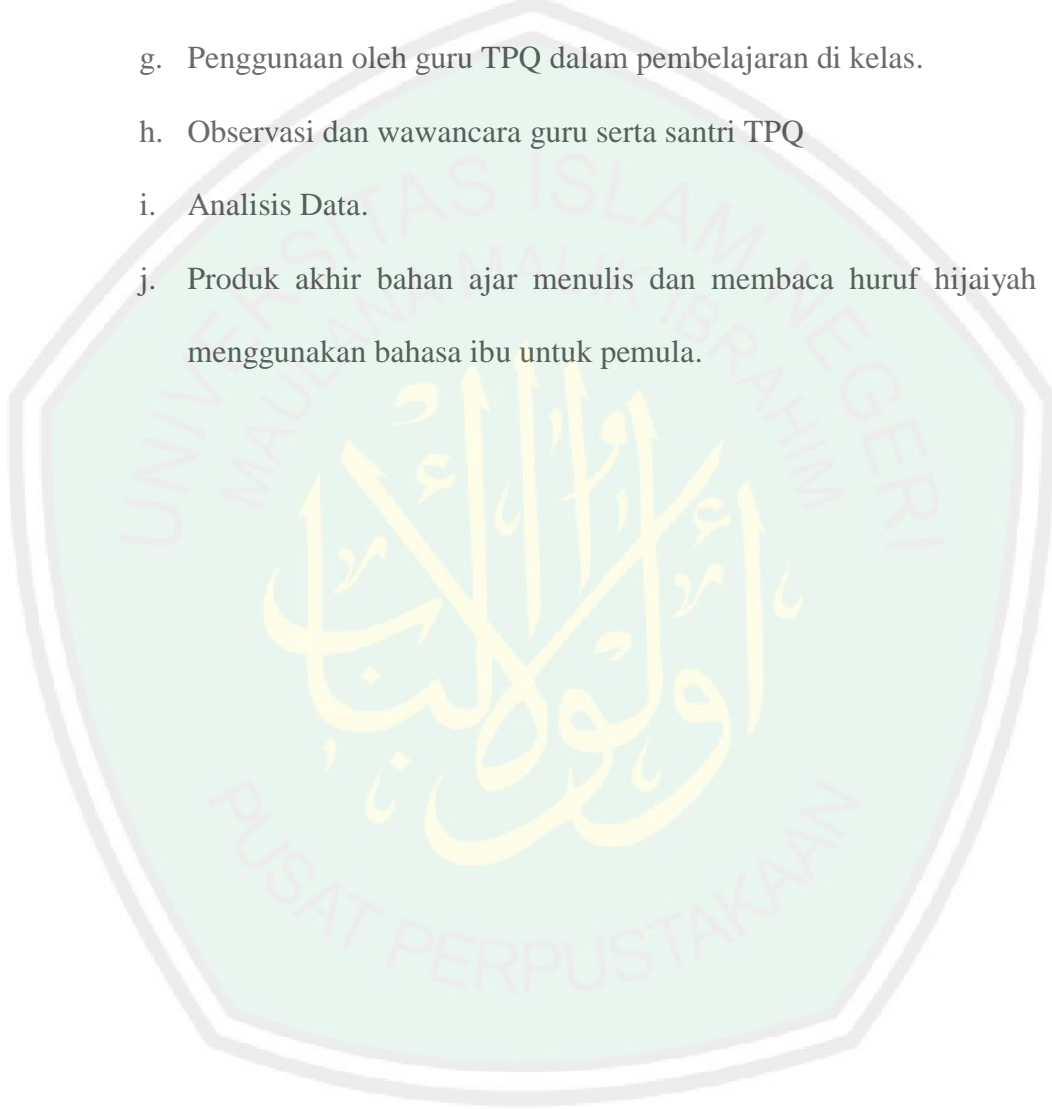 g. Penggunaan oleh guru TPQ dalam pembelajaran di kelas.
h. Observasi dan wawancara guru serta santri TPQ
i. Analisis Data.
j. Produk akhir bahan ajar menulis dan membaca huruf hijaiyah
menggunakan bahasa ibu untuk pemula.
UNIVERSITAS ISLAM NEGERI
MAULANA MALIK IBRAHIM
أولوا الألباب
PUSAT PERPUSTAKAAN